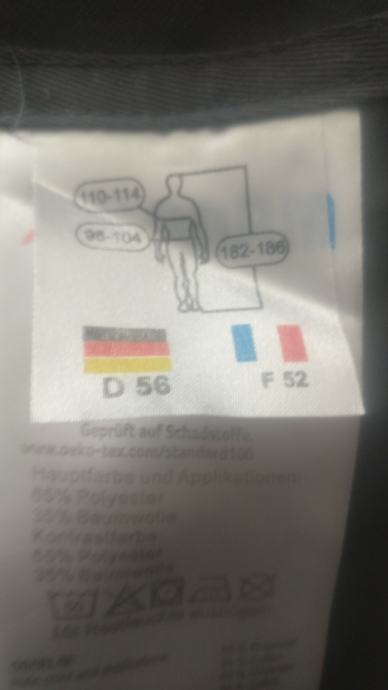 110-114
98-104
182-186
D 56
F 52
Geprüft auf Schadstoffe.
www.oeko-tex.com/standard100
Hauptfarbe und Applikationen:
65% Polyester
35% Baumwolle
Kontrastfarbe:
65% Polyester
35% Baumwolle